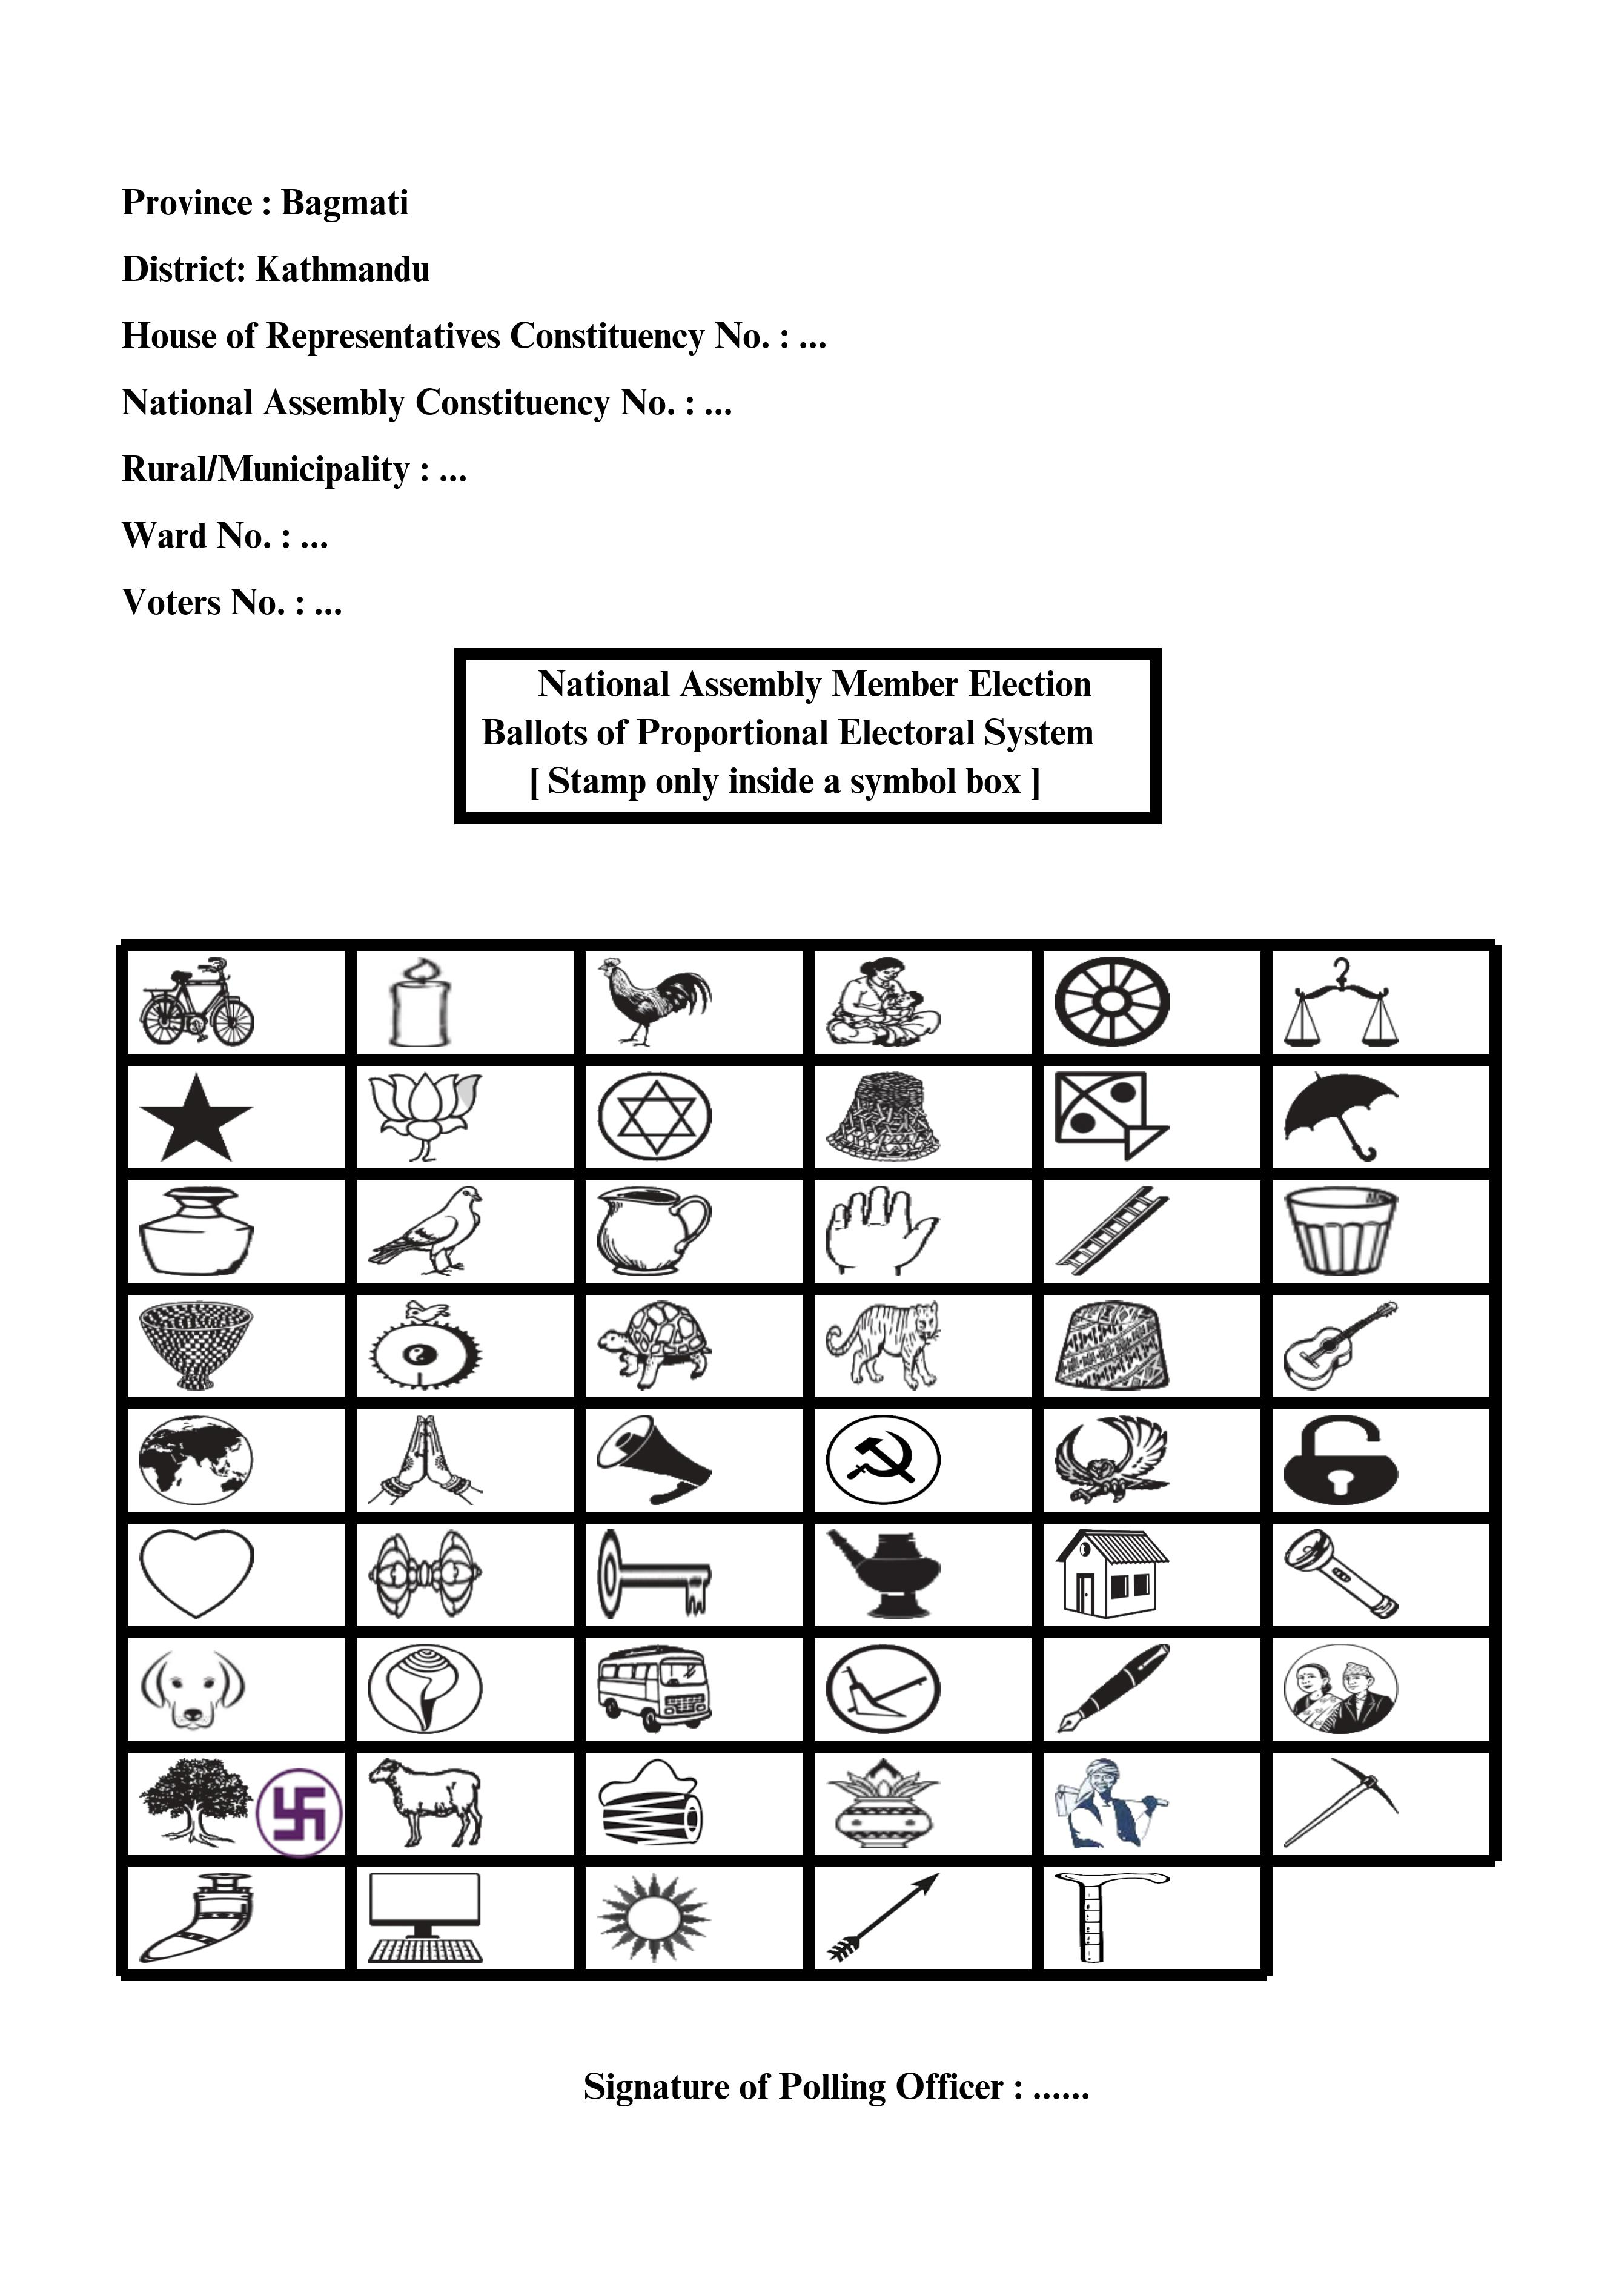 Province : Bagmati
District: Kathmandu
House of Representatives Constituency No. : ...
National Assembly Constituency No. : ...
Rural/Municipality : ...
Ward No. : ...
Voters No. : ...
National Assembly Member Election
Ballots of Proportional Electoral System
[ Stamp only inside a symbol box ]
Signature of Polling Officer : ......